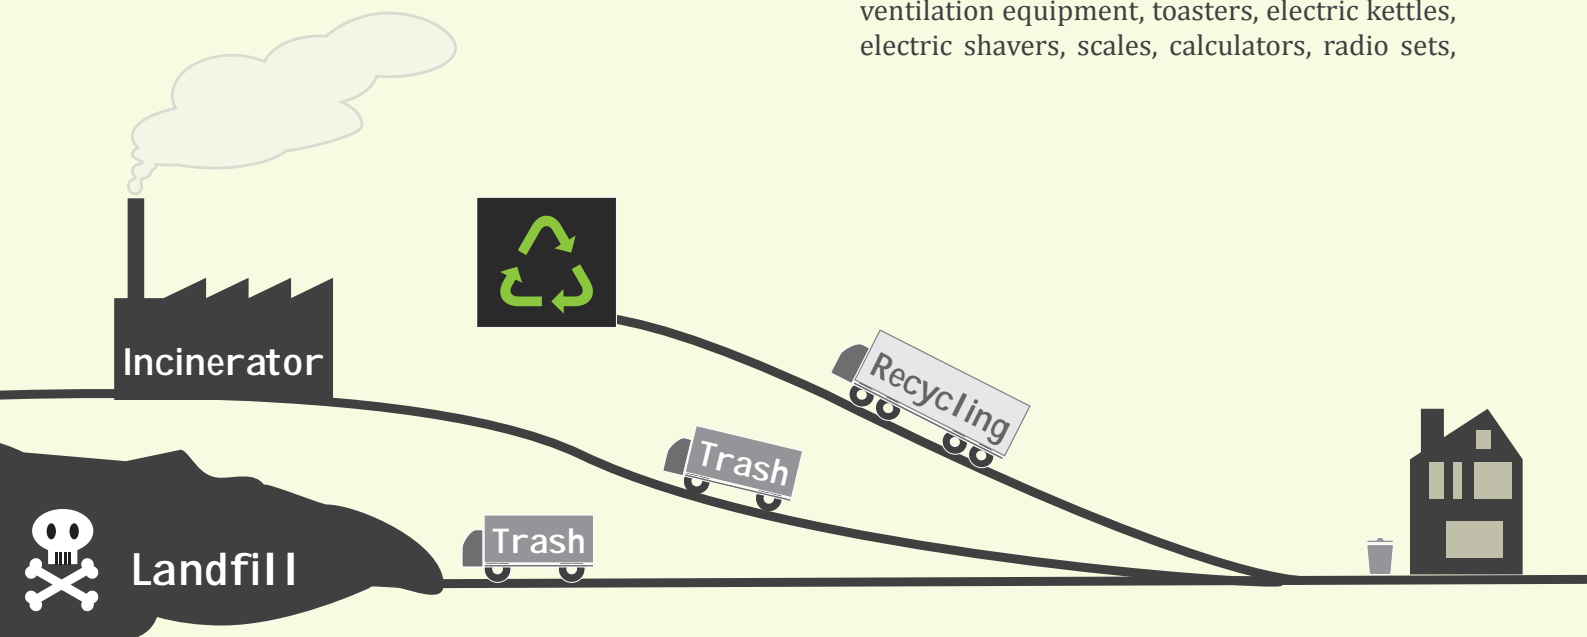 ventilation equipment, toasters, electric kettles,
electric shavers, scales, calculators, radio sets,
Incinerator
Recycling
Trash
Trash
Landfill